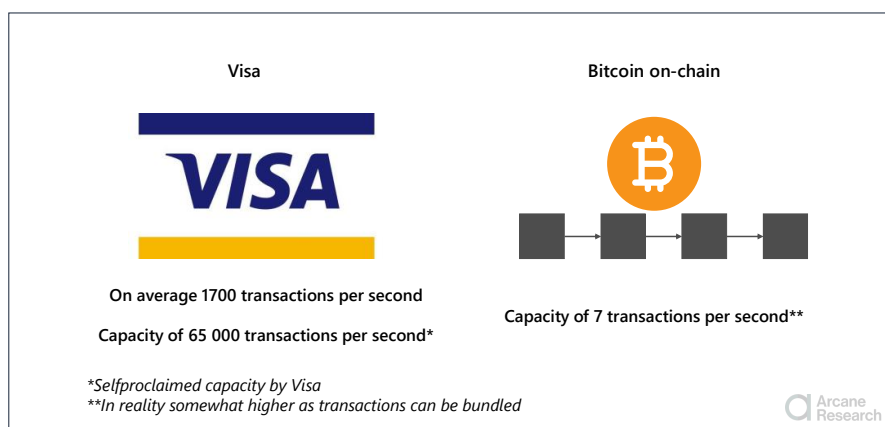 Visa
Bitcoin on-chain
VISA
On average 1700 transactions per second
Capacity of 65 000 transactions per second*
Capacity of 7 transactions per second**
*Selfproclaimed capacity by Visa
**In reality somewhat higher as transactions can be bundled
Arcane
Research